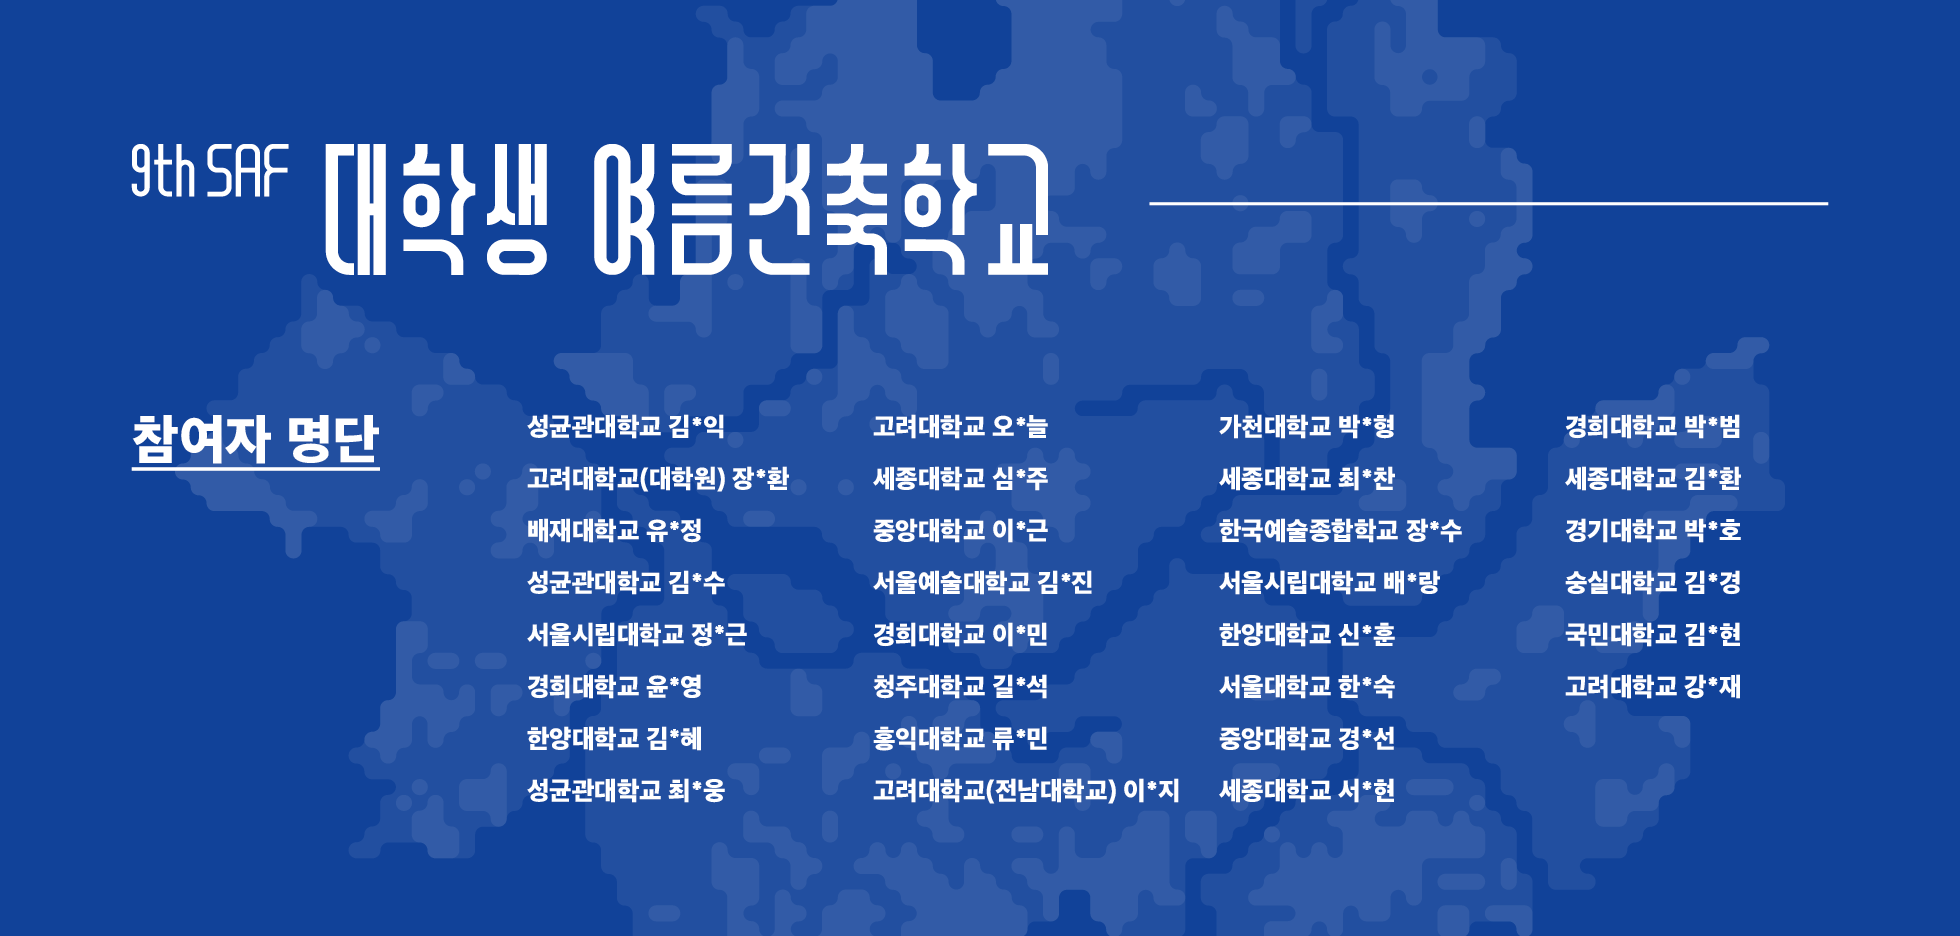 9th SAF 대학생 여름건축학교
참여자 명단
성균관대학교 김*익
고려대학교(대학원) 장*환
배재대학교 유*정
성균관대학교 김*수
서울시립대학교 정*근
경희대학교 윤*영
한양대학교 김*혜
성균관대학교 최*웅
고려대학교 오*늘
세종대학교 심*주
중앙대학교 이*근
서울예술대학교 김*진
경희대학교 이*민
청주대학교 길*석
홍익대학교 류*민
고려대학교(전남대학교) 이*지
가천대학교 박*형
세종대학교 최*찬
한국예술종합학교 장*수
서울시립대학교 배*랑
한양대학교 신*훈
서울대학교 한*숙
중앙대학교 경*선
세종대학교 서*현
경희대학교 박*범
세종대학교 김*환
경기대학교 박*호
숭실대학교 김*경
국민대학교 김*현
고려대학교 강*재